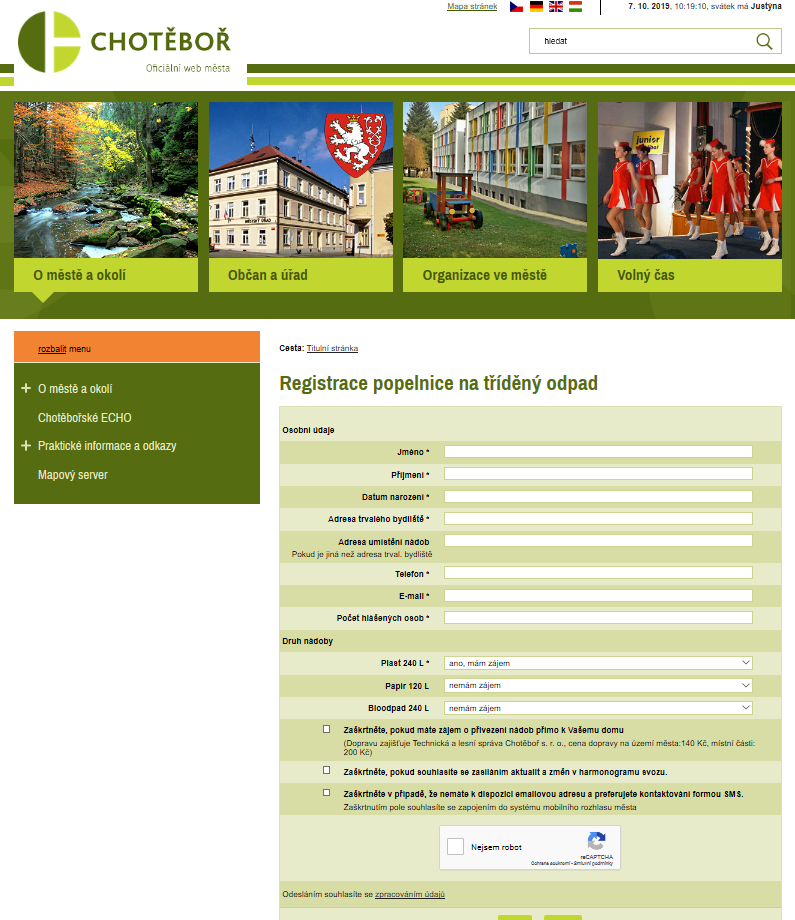 Mapa stránek
7. 10. 2019, 10:19:10, svátek má Justýna
CHOTĚBOŘ
Oficiální web města
hledat
junior
MĚSTSKÝ ÚŘAD
O městě a okolí
Občan a úřad
Organizace ve městě
Volný čas
rozbalit menu
O městě a okolí
Chotěbořské ECHO
Praktické informace a odkazy
Mapový server
Cesta: Titulní stránka
Registrace popelnice na tříděný odpad
Osobní údaje
Jméno *
Příjmení *
Datum narození *
Adresa trvalého bydliště *
Adresa umístění nádob
Pokud je jiná než adresa trval. bydliště
Telefon *
E-mail *
Počet hlášených osob *
Druh nádoby
Plast 240 L * ano, mám zájem
Papír 120 L nemám zájem
Bioodpad 240 L nemám zájem
Zaškrtněte, pokud máte zájem o přivezení nádob přímo k Vašemu domu
(Dopravu zajišťuje Technická a lesní správa Chotěboř s. r. o., cena dopravy na území města:140 Kč, místní části:
200 Kč)
Zaškrtněte, pokud souhlasíte se zasíláním aktualit a změn v harmonogramu svozu.
Zaškrtněte v případě, že nemáte k dispozici emailovou adresu a preferujete kontaktování formou SMS.
Zaškrtnutím pole souhlasíte se zapojením do systému mobilního rozhlasu města
Nejsem robot
reCAPTCHA
Ochrana soukromí - Smluvní podmínky
Odesláním souhlasíte se zpracováním údajů